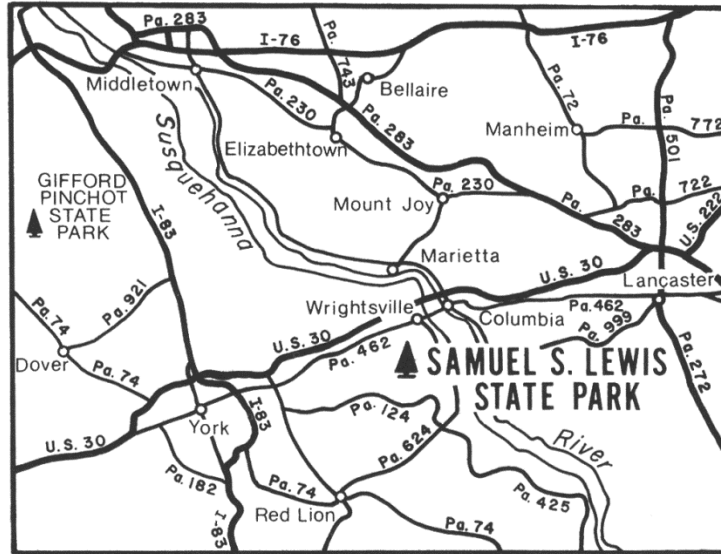 Pa. 283
I-76
I-76
Pa. 743
Middletown
Bellaire
Pa. 230
Pa. 72
Pa. 501
Pa. 772
Manheim
Elizabethtown
Pa. 283
Susquehanna
GIFFORD
PINCHOT
STATE
PARK
I-83
Pa. 230
Mount Joy
Pa. 722
Pa. 283
U.S. 222
Marietta
U.S. 30
Lancaster
Pa. 921
Wrightsville
Columbia
Pa. 462
Pa. 74
U.S. 30
Pa. 462
Pa. 999
Dover
SAMUEL S. LEWIS
STATE PARK
Pa. 272
Pa. 74
I-83
Pa. 124
York
U.S. 30
Pa. 624
River
Pa. 182
Pa. 74
Pa. 425
Red Lion
I-83
Pa. 74